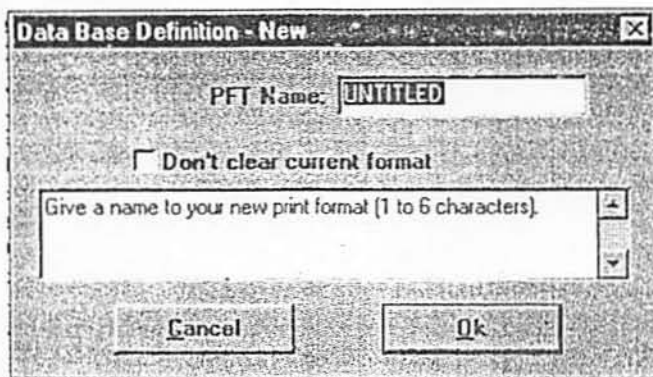 Data Base Definition - New
PFT Name: UNTITLED
Don't clear current format
Give a name to your new print format (1 to 6 characters).
Cancel
Ok